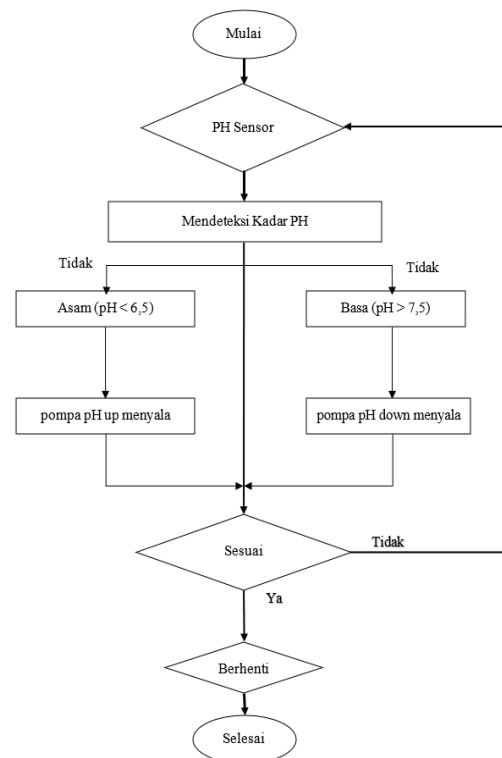 Mulai
PH Sensor
Mendeteksi Kadar PH
Tidak
Tidak
Asam (pH < 6,5)
Basa (pH > 7,5)
pompa pH up menyala
pompa pH down menyala
Sesuai
Tidak
Ya
Berhenti
Selesai